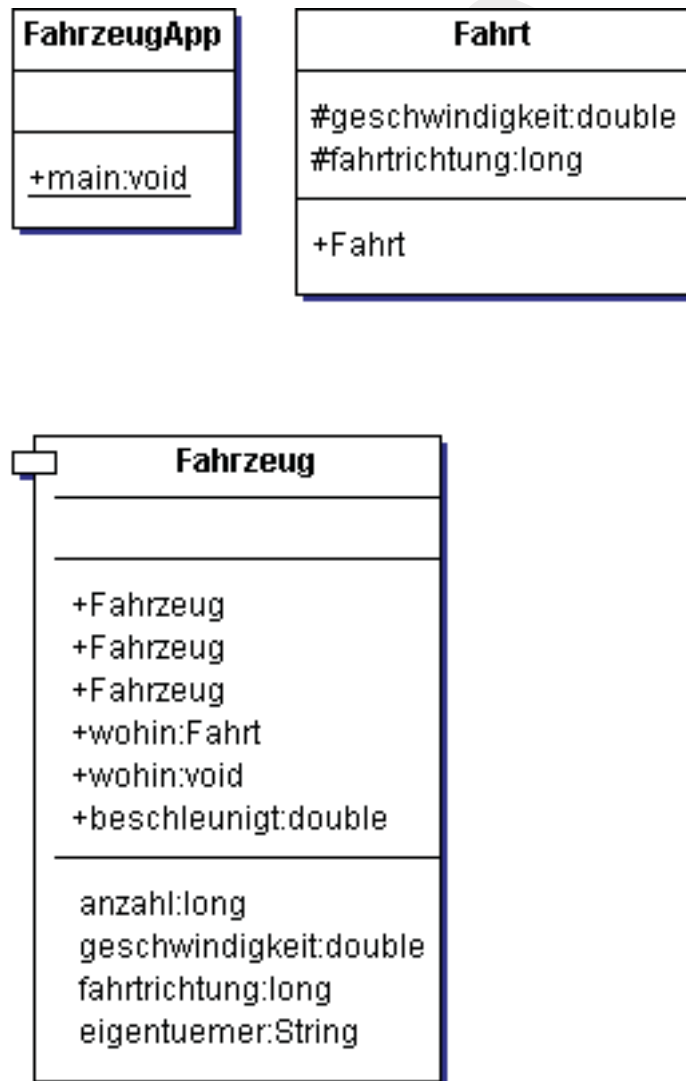 FahrzeugApp
+main:void
Fahrt
#geschwindigkeit:double
#fahrtrichtung:long
+Fahrt
Fahrzeug
+Fahrzeug
+Fahrzeug
+Fahrzeug
+wohin:Fahrt
+wohin:void
+beschleunigt:double
anzahl:long
geschwindigkeit:double
fahrtrichtung:long
eigentuemer:String